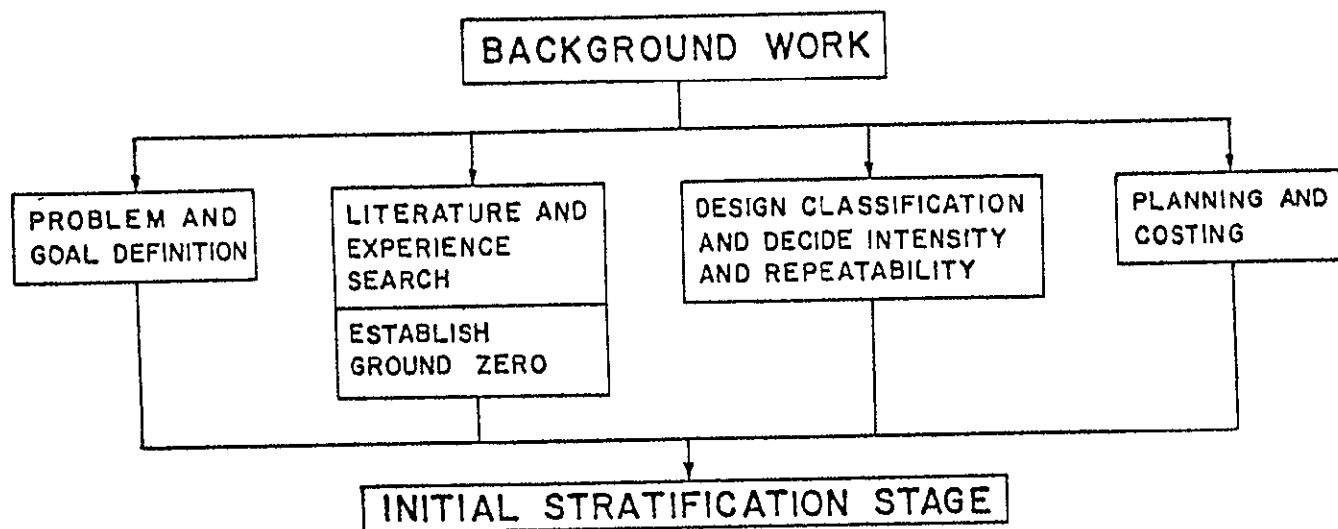 BACKGROUND WORK
PROBLEM AND
GOAL DEFINITION
LITERATURE AND
EXPERIENCE
SEARCH
ESTABLISH
GROUND ZERO
DESIGN CLASSIFICATION
AND DECIDE INTENSITY
AND REPEATABILITY
PLANNING AND
COSTING
INITIAL STRATIFICATION STAGE